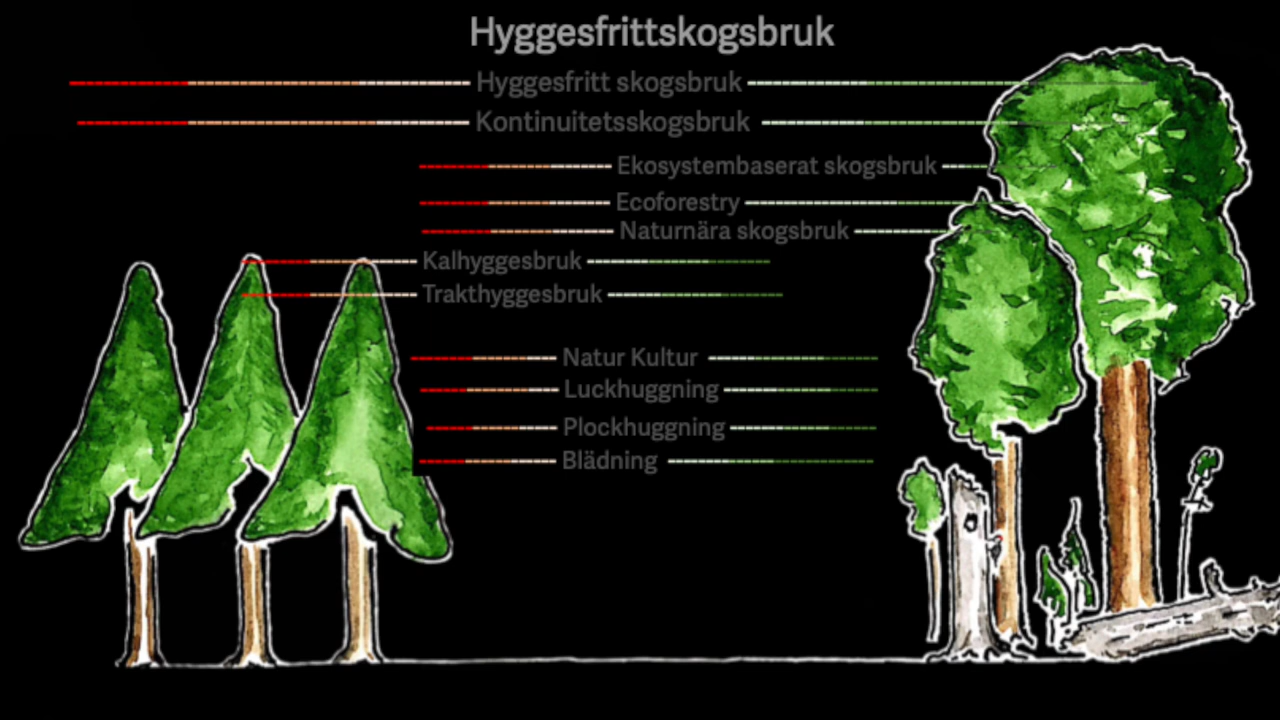 Hyggesfrittskogsbruk
Hyggesfritt skogsbruk
Kontinuitetsskogsbruk
Ekosystembaserat skogsbruk
Ecoforestry
Naturnära skogsbruk
Kalhyggesbruk
Trakthyggesbruk
Natur Kultur
Luckhuggning
Plockhuggning
Blädning